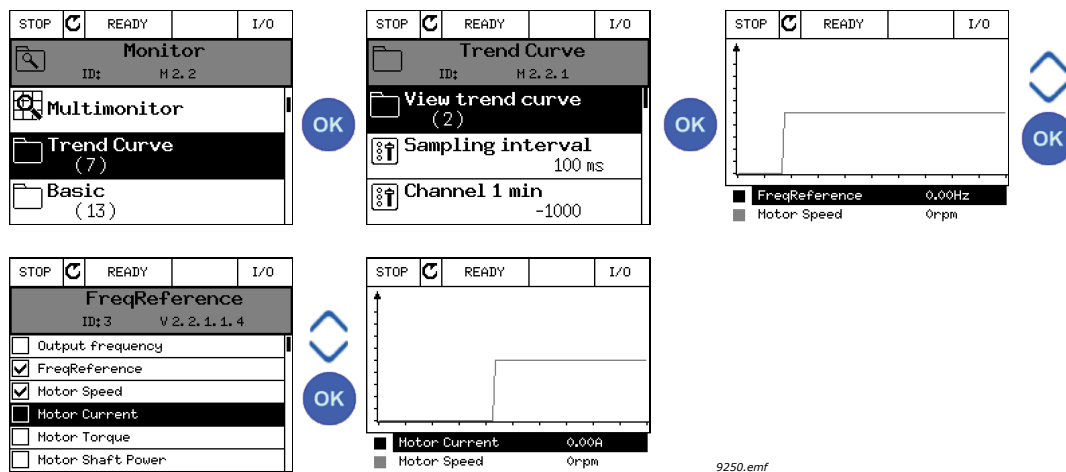 STOP READY I/O
Monitor
ID: M2.2
Multimonitor
Trend Curve
(7)
Basic
(13)
OK
STOP READY I/O
Trend Curve
ID: M2.2.1
View trend curve
(2)
Sampling interval
100 ms
Channel 1 min
-1000
OK
STOP READY I/O
FreqReference 0.00Hz
Motor Speed 0rpm
OK
STOP READY I/O
FreqReference
ID:3 V2.2.1.1.4
Output frequency
FreqReference
Motor Speed
Motor Current
Motor Torque
Motor Shaft Power
OK
STOP READY I/O
Motor Current 0.00A
Motor Speed 0rpm
9250.emf